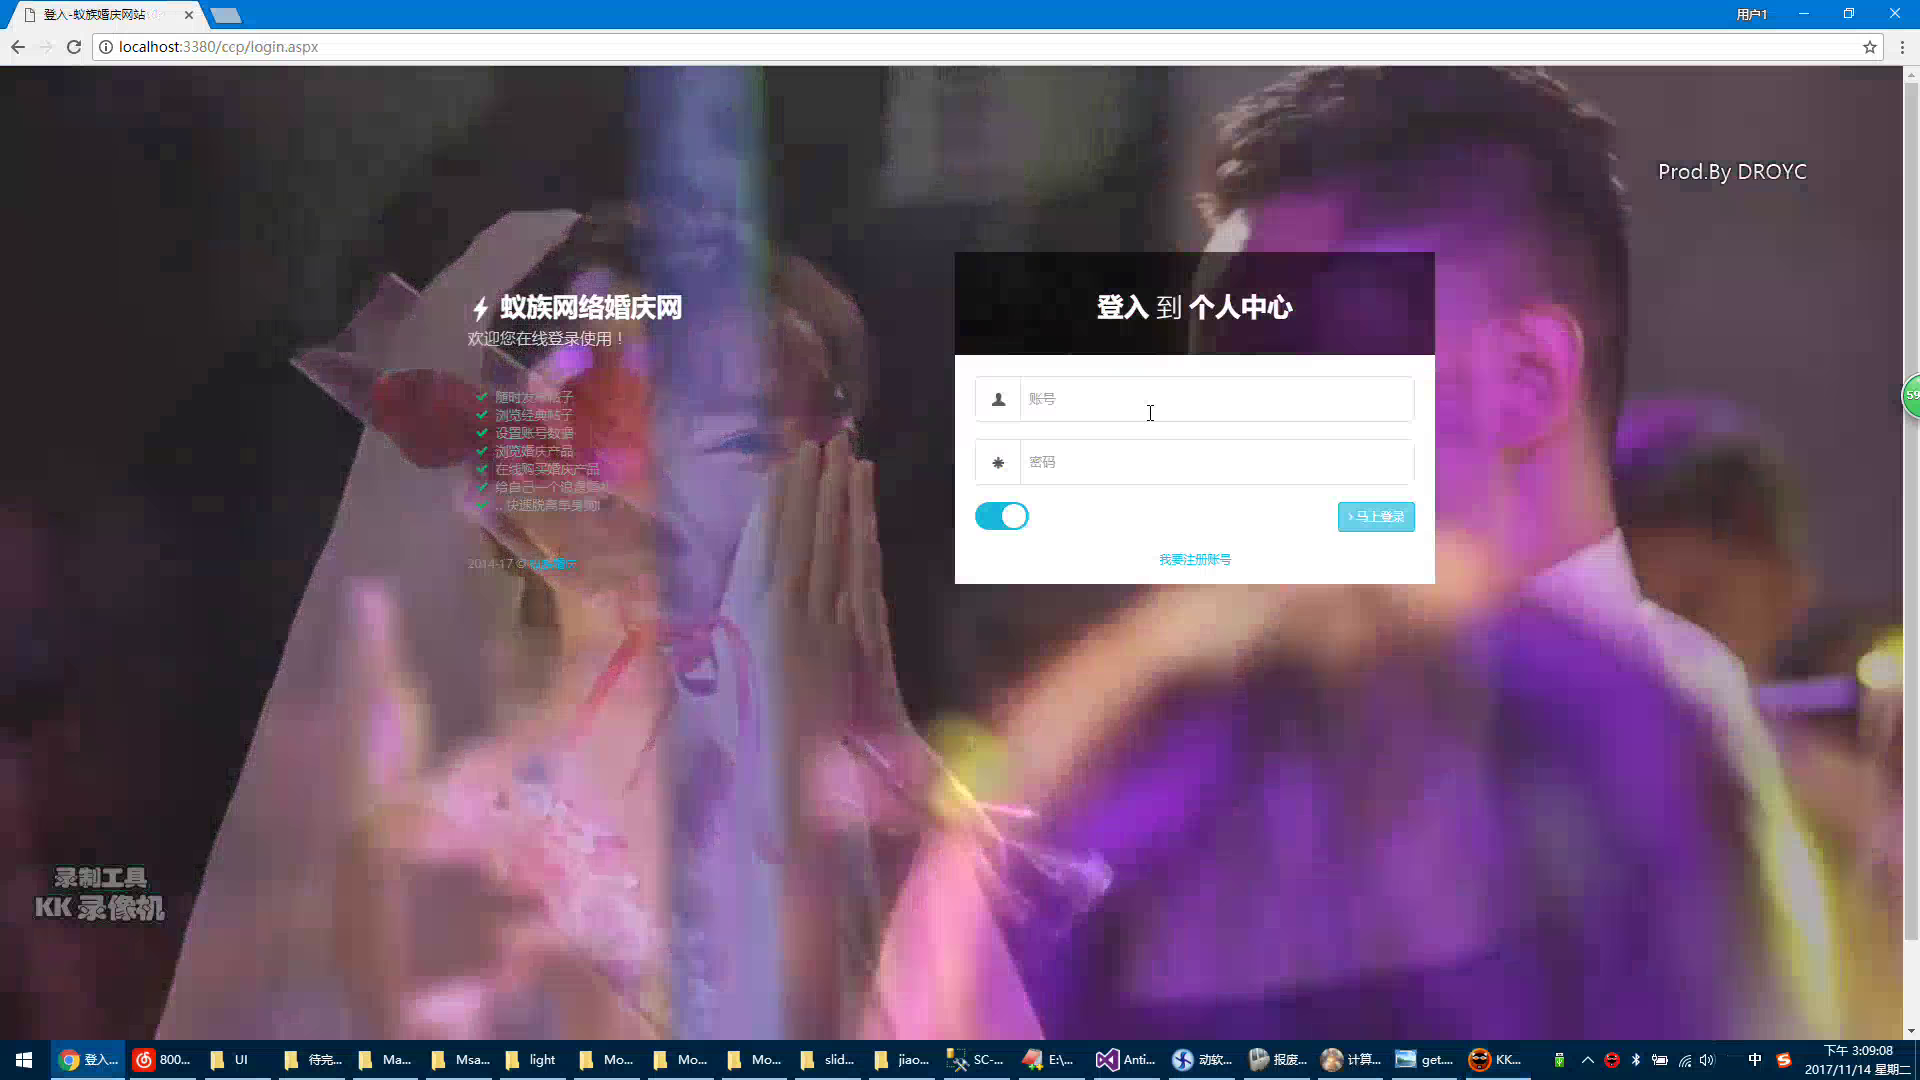 登入-蚁族婚庆网站
用户1
localhost:3380/ccp/login.aspx
Prod.By DROYC
蚁族网络婚庆网
欢迎您在线登录使用！
随时发布帖子
浏览经典帖子
设置账号数据
浏览婚庆产品
在线购买婚庆产品
给自己一个浪漫
.. 快速脱离单身狗!
2014-17 ©
登入 到 个人中心
账号
密码
马上登录
我要注册账号
59
录制工具
KK 录像机
登入...
800...
UI
待完...
Ma...
Msa...
light
Mo...
Mo...
Mo...
slid...
jiao...
SC-...
E:\...
Anti...
动软...
报废...
计算...
get....
KK...
中
下午 3:09:08
2017/11/14 星期二